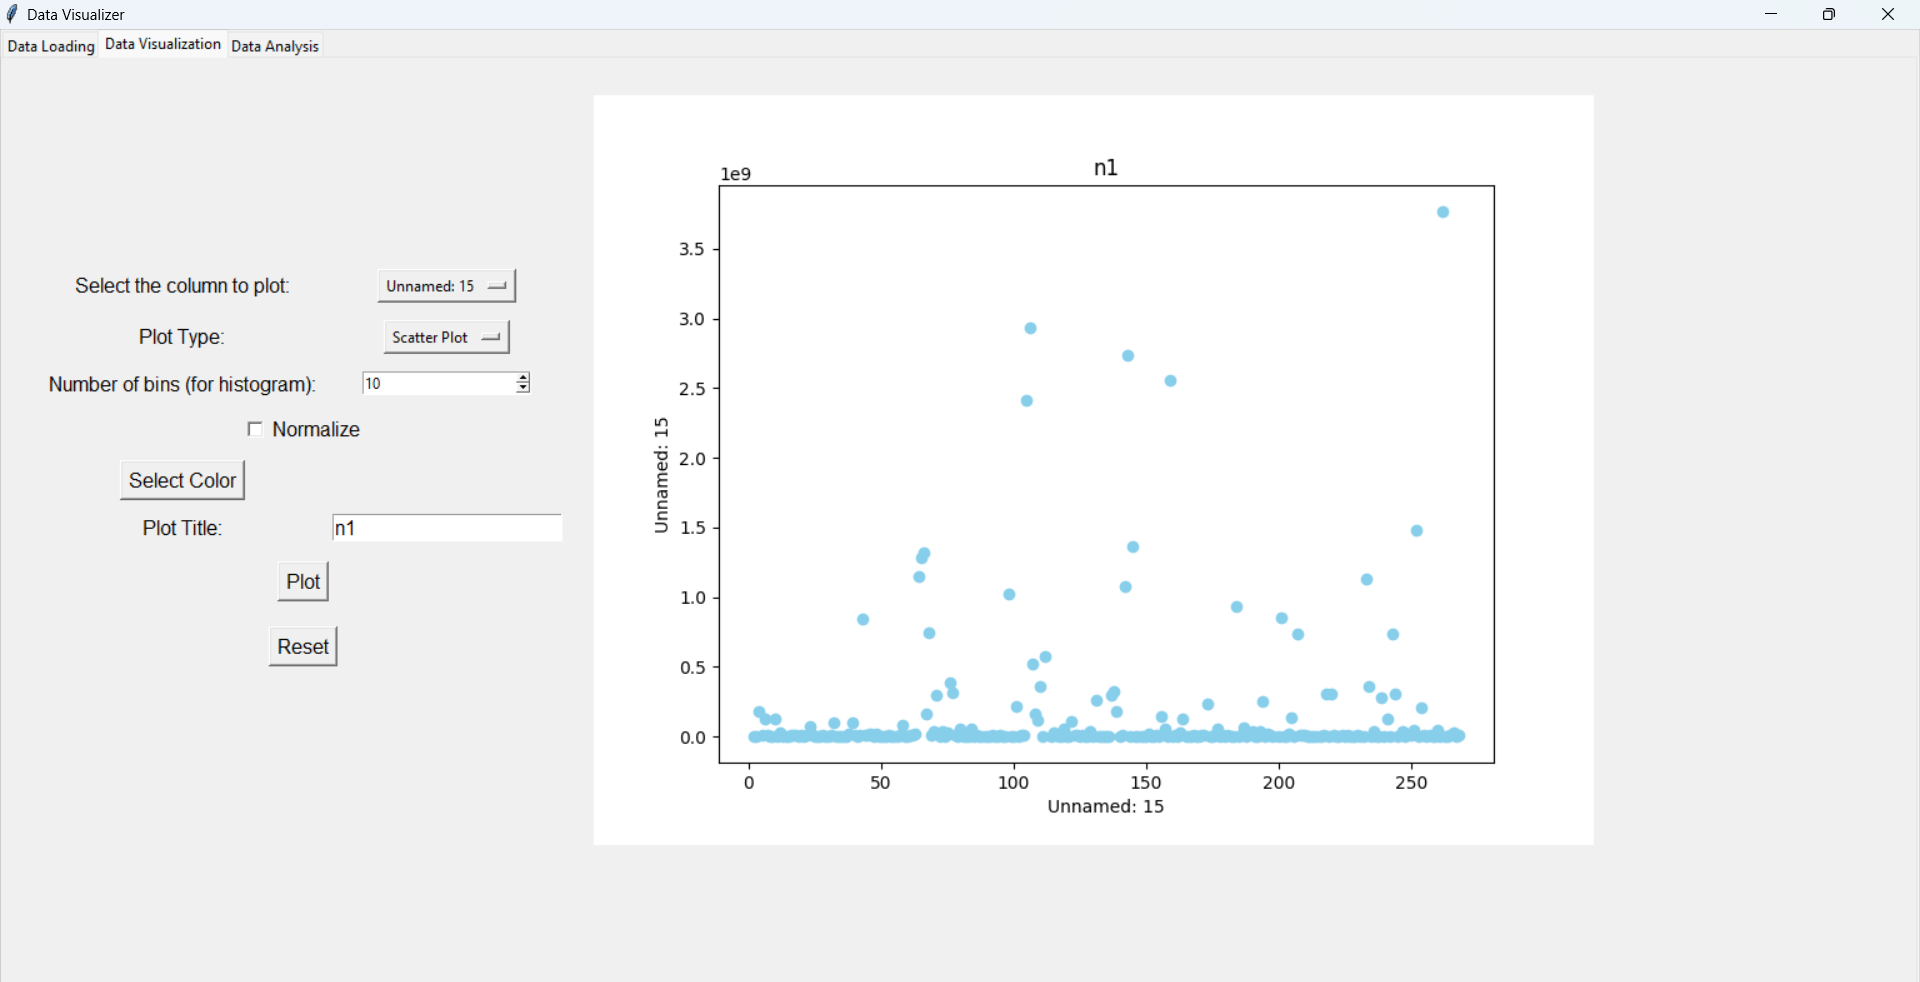 Data Visualizer
Data Loading Data Visualization Data Analysis
Select the column to plot: Unnamed: 15
Plot Type: Scatter Plot
Number of bins (for histogram): 10
Normalize
Select Color
Plot Title: n1
Plot
Reset
n1
1e9
3.5
3.0
2.5
2.0
1.5
1.0
0.5
0.0
Unnamed: 15
0 50 100 150 200 250
Unnamed: 15